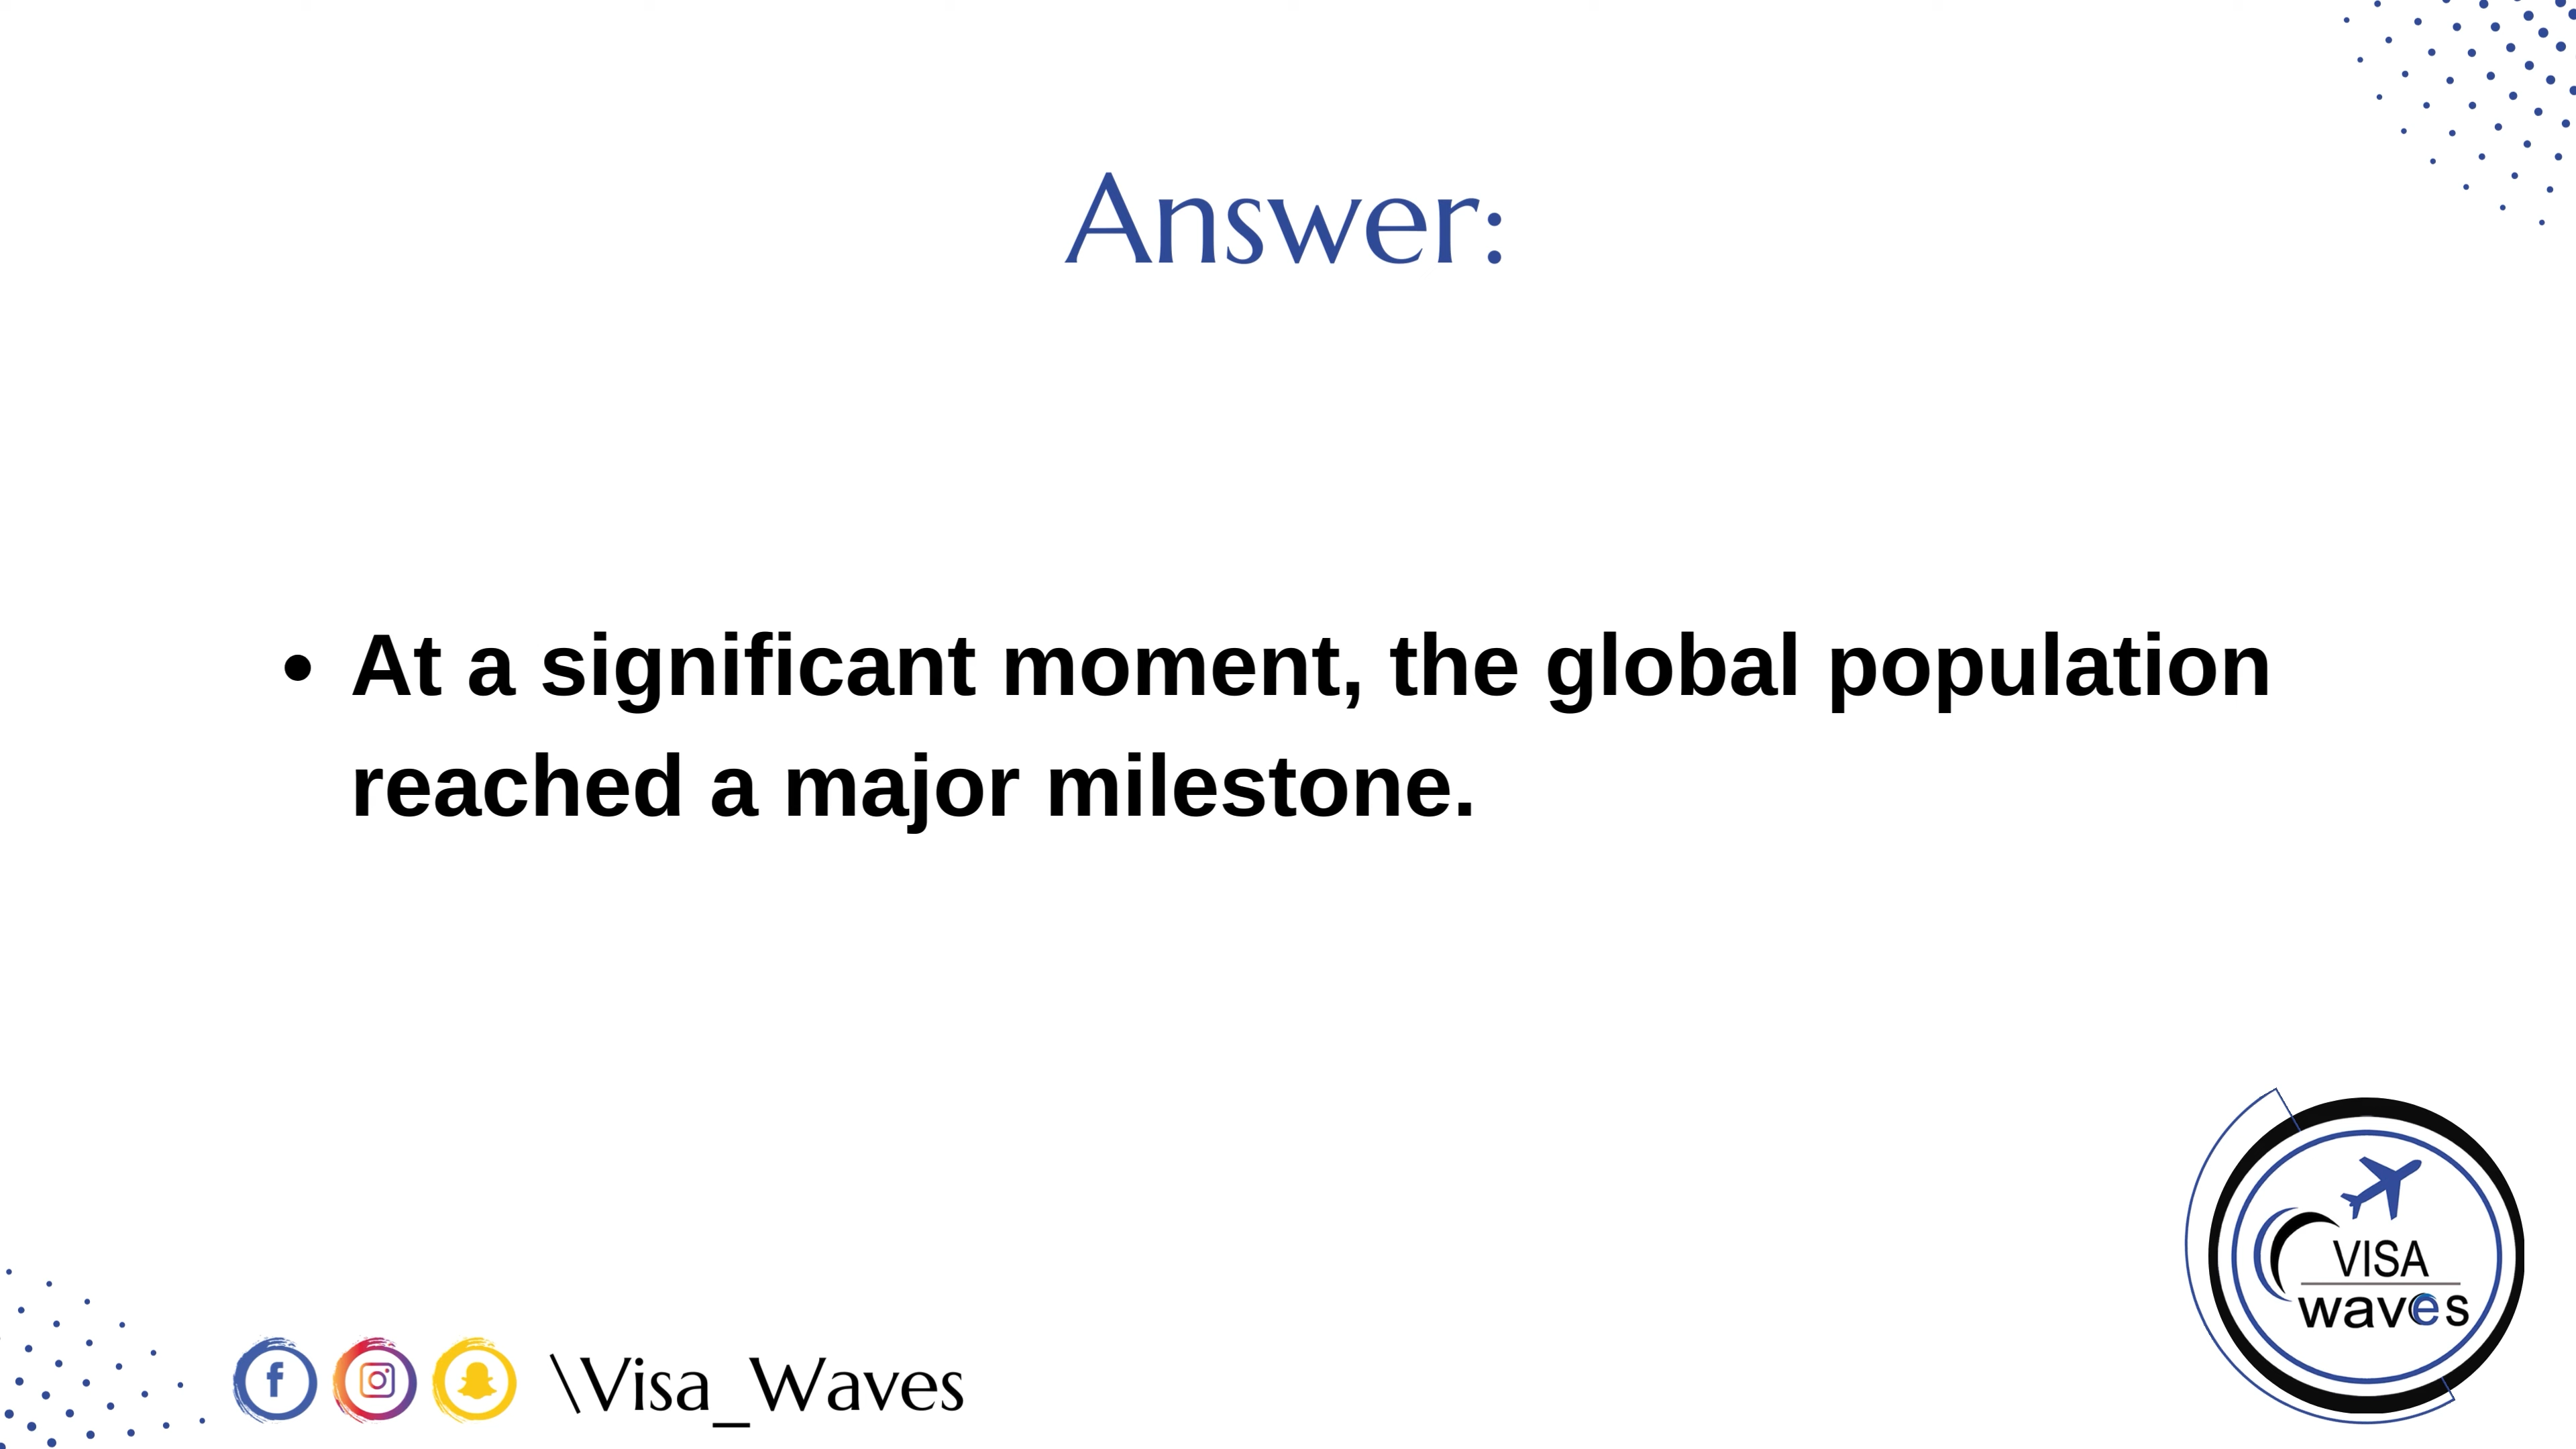 Answer:
• At a significant moment, the global population
reached a major milestone.
VISA
waves
\Visa_Waves